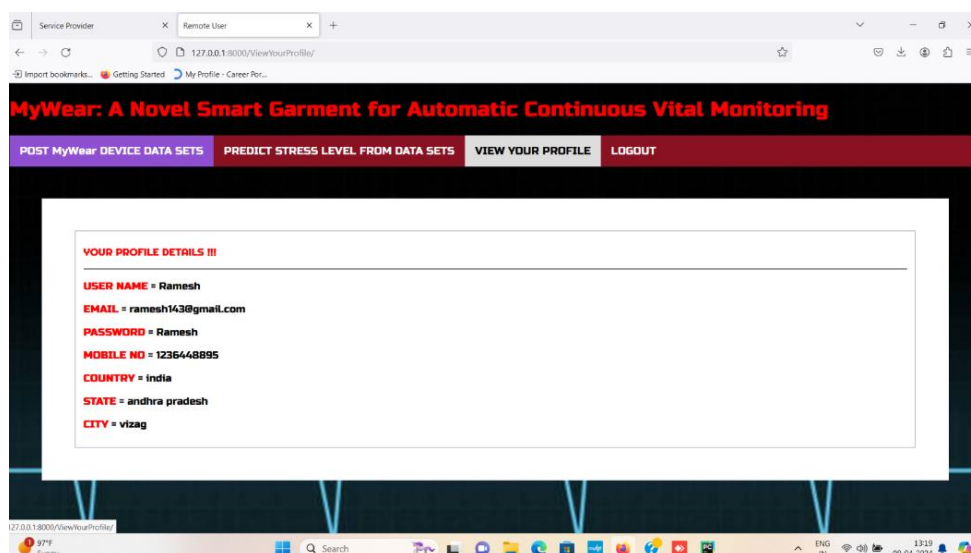 Service Provider
Remote User
127.0.0.1:8000/ViewYourProfile/
Import bookmarks... Getting Started My Profile - Career Por...
MyWear: A Novel Smart Garment for Automatic Continuous Vital Monitoring
POST MyWear DEVICE DATA SETS PREDICT STRESS LEVEL FROM DATA SETS VIEW YOUR PROFILE LOGOUT
YOUR PROFILE DETAILS !!!
USER NAME = Ramesh
EMAIL = ramesh143@gmail.com
PASSWORD = Ramesh
MOBILE NO = 1236448895
COUNTRY = india
STATE = andhra pradesh
CITY = vizag
127.0.0.1:8000/ViewYourProfile/
97°F
Search
ENG
IN
13:19